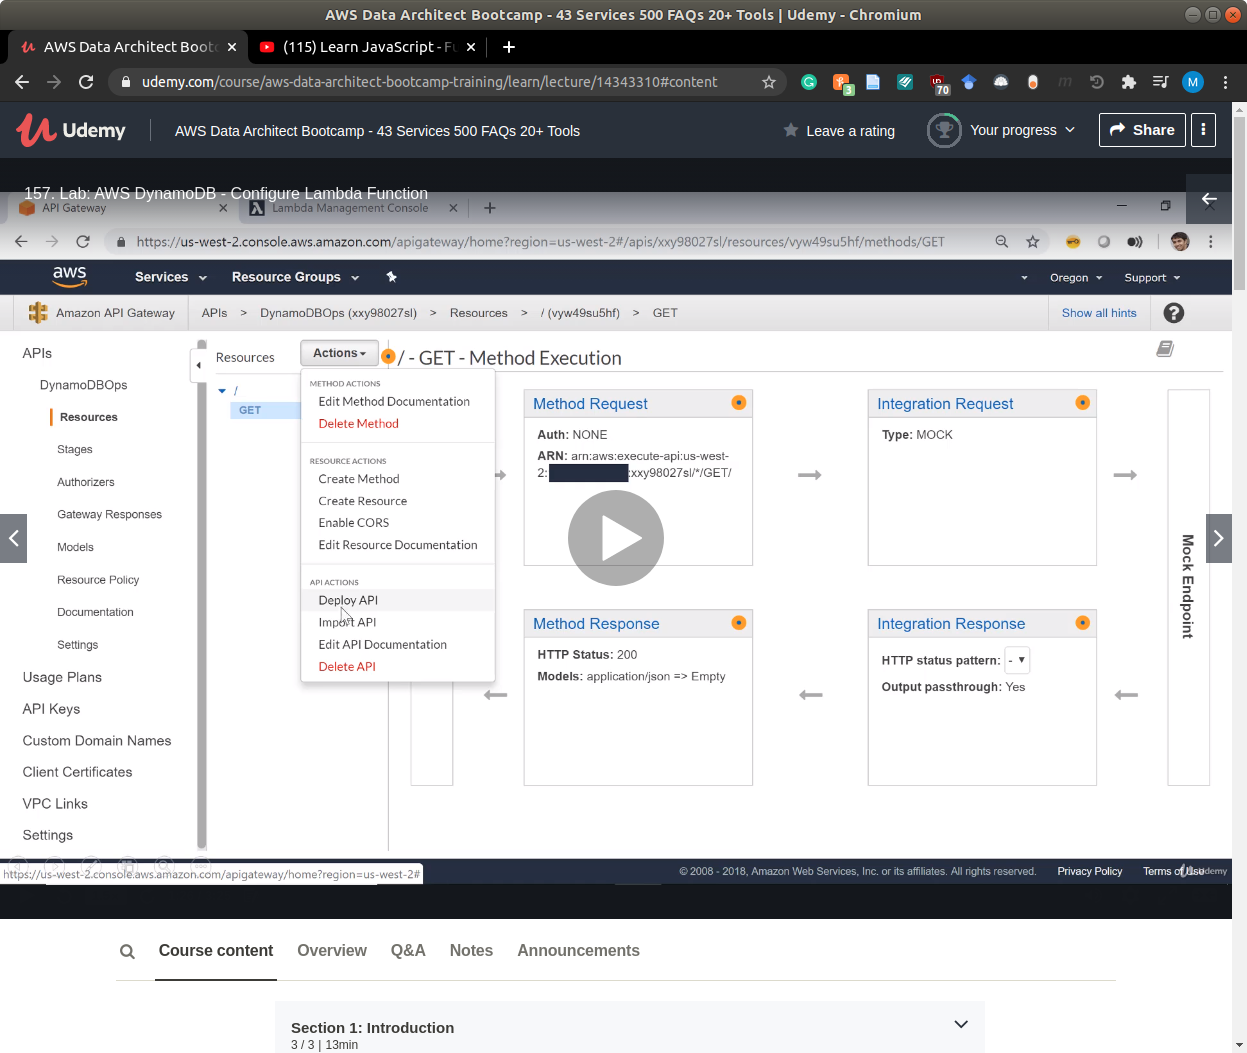 AWS Data Architect Bootcamp - 43 Services 500 FAQs 20+ Tools | Udemy - Chromium
AWS Data Architect Bootc
(115) Learn JavaScript - Fu
udemy.com/course/aws-data-architect-bootcamp-training/learn/lecture/14343310#content
3
70
M
Udemy
AWS Data Architect Bootcamp - 43 Services 500 FAQs 20+ Tools
Leave a rating
Your progress
Share
157. Lab: AWS DynamoDB - Configure Lambda Function
API Gateway
Lambda Management Console
https://us-west-2.console.aws.amazon.com/apigateway/home?region=us-west-2#/apis/xxy98027sl/resources/vyw49su5hf/methods/GET
aws
Services
Resource Groups
Oregon
Support
Amazon API Gateway
APIs > DynamoDBOps (xxy98027sl) > Resources > / (vyw49su5hf) > GET
Show all hints
?
APIs
DynamoDBOps
Resources
Stages
Authorizers
Gateway Responses
Models
Resource Policy
Documentation
Settings
Usage Plans
API Keys
Custom Domain Names
Client Certificates
VPC Links
Settings
Resources
Actions
/
GET
METHOD ACTIONS
Edit Method Documentation
Delete Method
RESOURCE ACTIONS
Create Method
Create Resource
Enable CORS
Edit Resource Documentation
API ACTIONS
Deploy API
Import API
Edit API Documentation
Delete API
/ - GET - Method Execution
Method Request
Auth: NONE
ARN: arn:aws:execute-api:us-west-
2: :xxy98027sl/*/GET/
Integration Request
Type: MOCK
Method Response
HTTP Status: 200
Models: application/json => Empty
Integration Response
HTTP status pattern: -
Output passthrough: Yes
Mock Endpoint
https://us-west-2.console.aws.amazon.com/apigateway/home?region=us-west-2#
© 2008 - 2018, Amazon Web Services, Inc. or its affiliates. All rights reserved.
Privacy Policy
Terms of Use
Udemy
Course content
Overview
Q&A
Notes
Announcements
Section 1: Introduction
3 / 3 | 13min